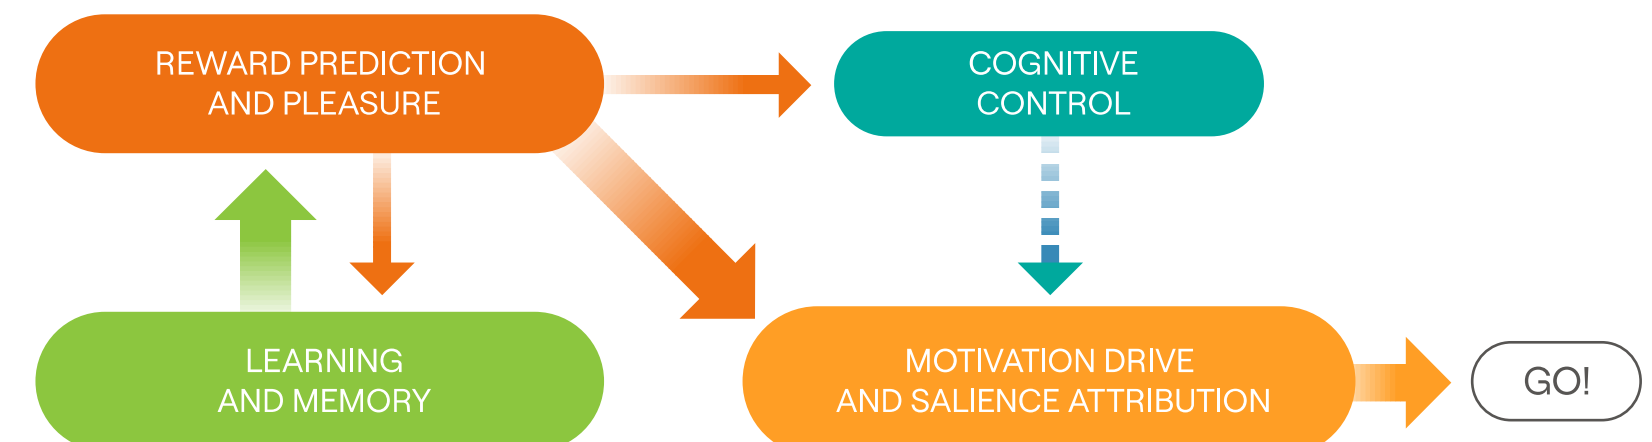 REWARD PREDICTION
AND PLEASURE
COGNITIVE
CONTROL
LEARNING
AND MEMORY
MOTIVATION DRIVE
AND SALIENCE ATTRIBUTION
GO!